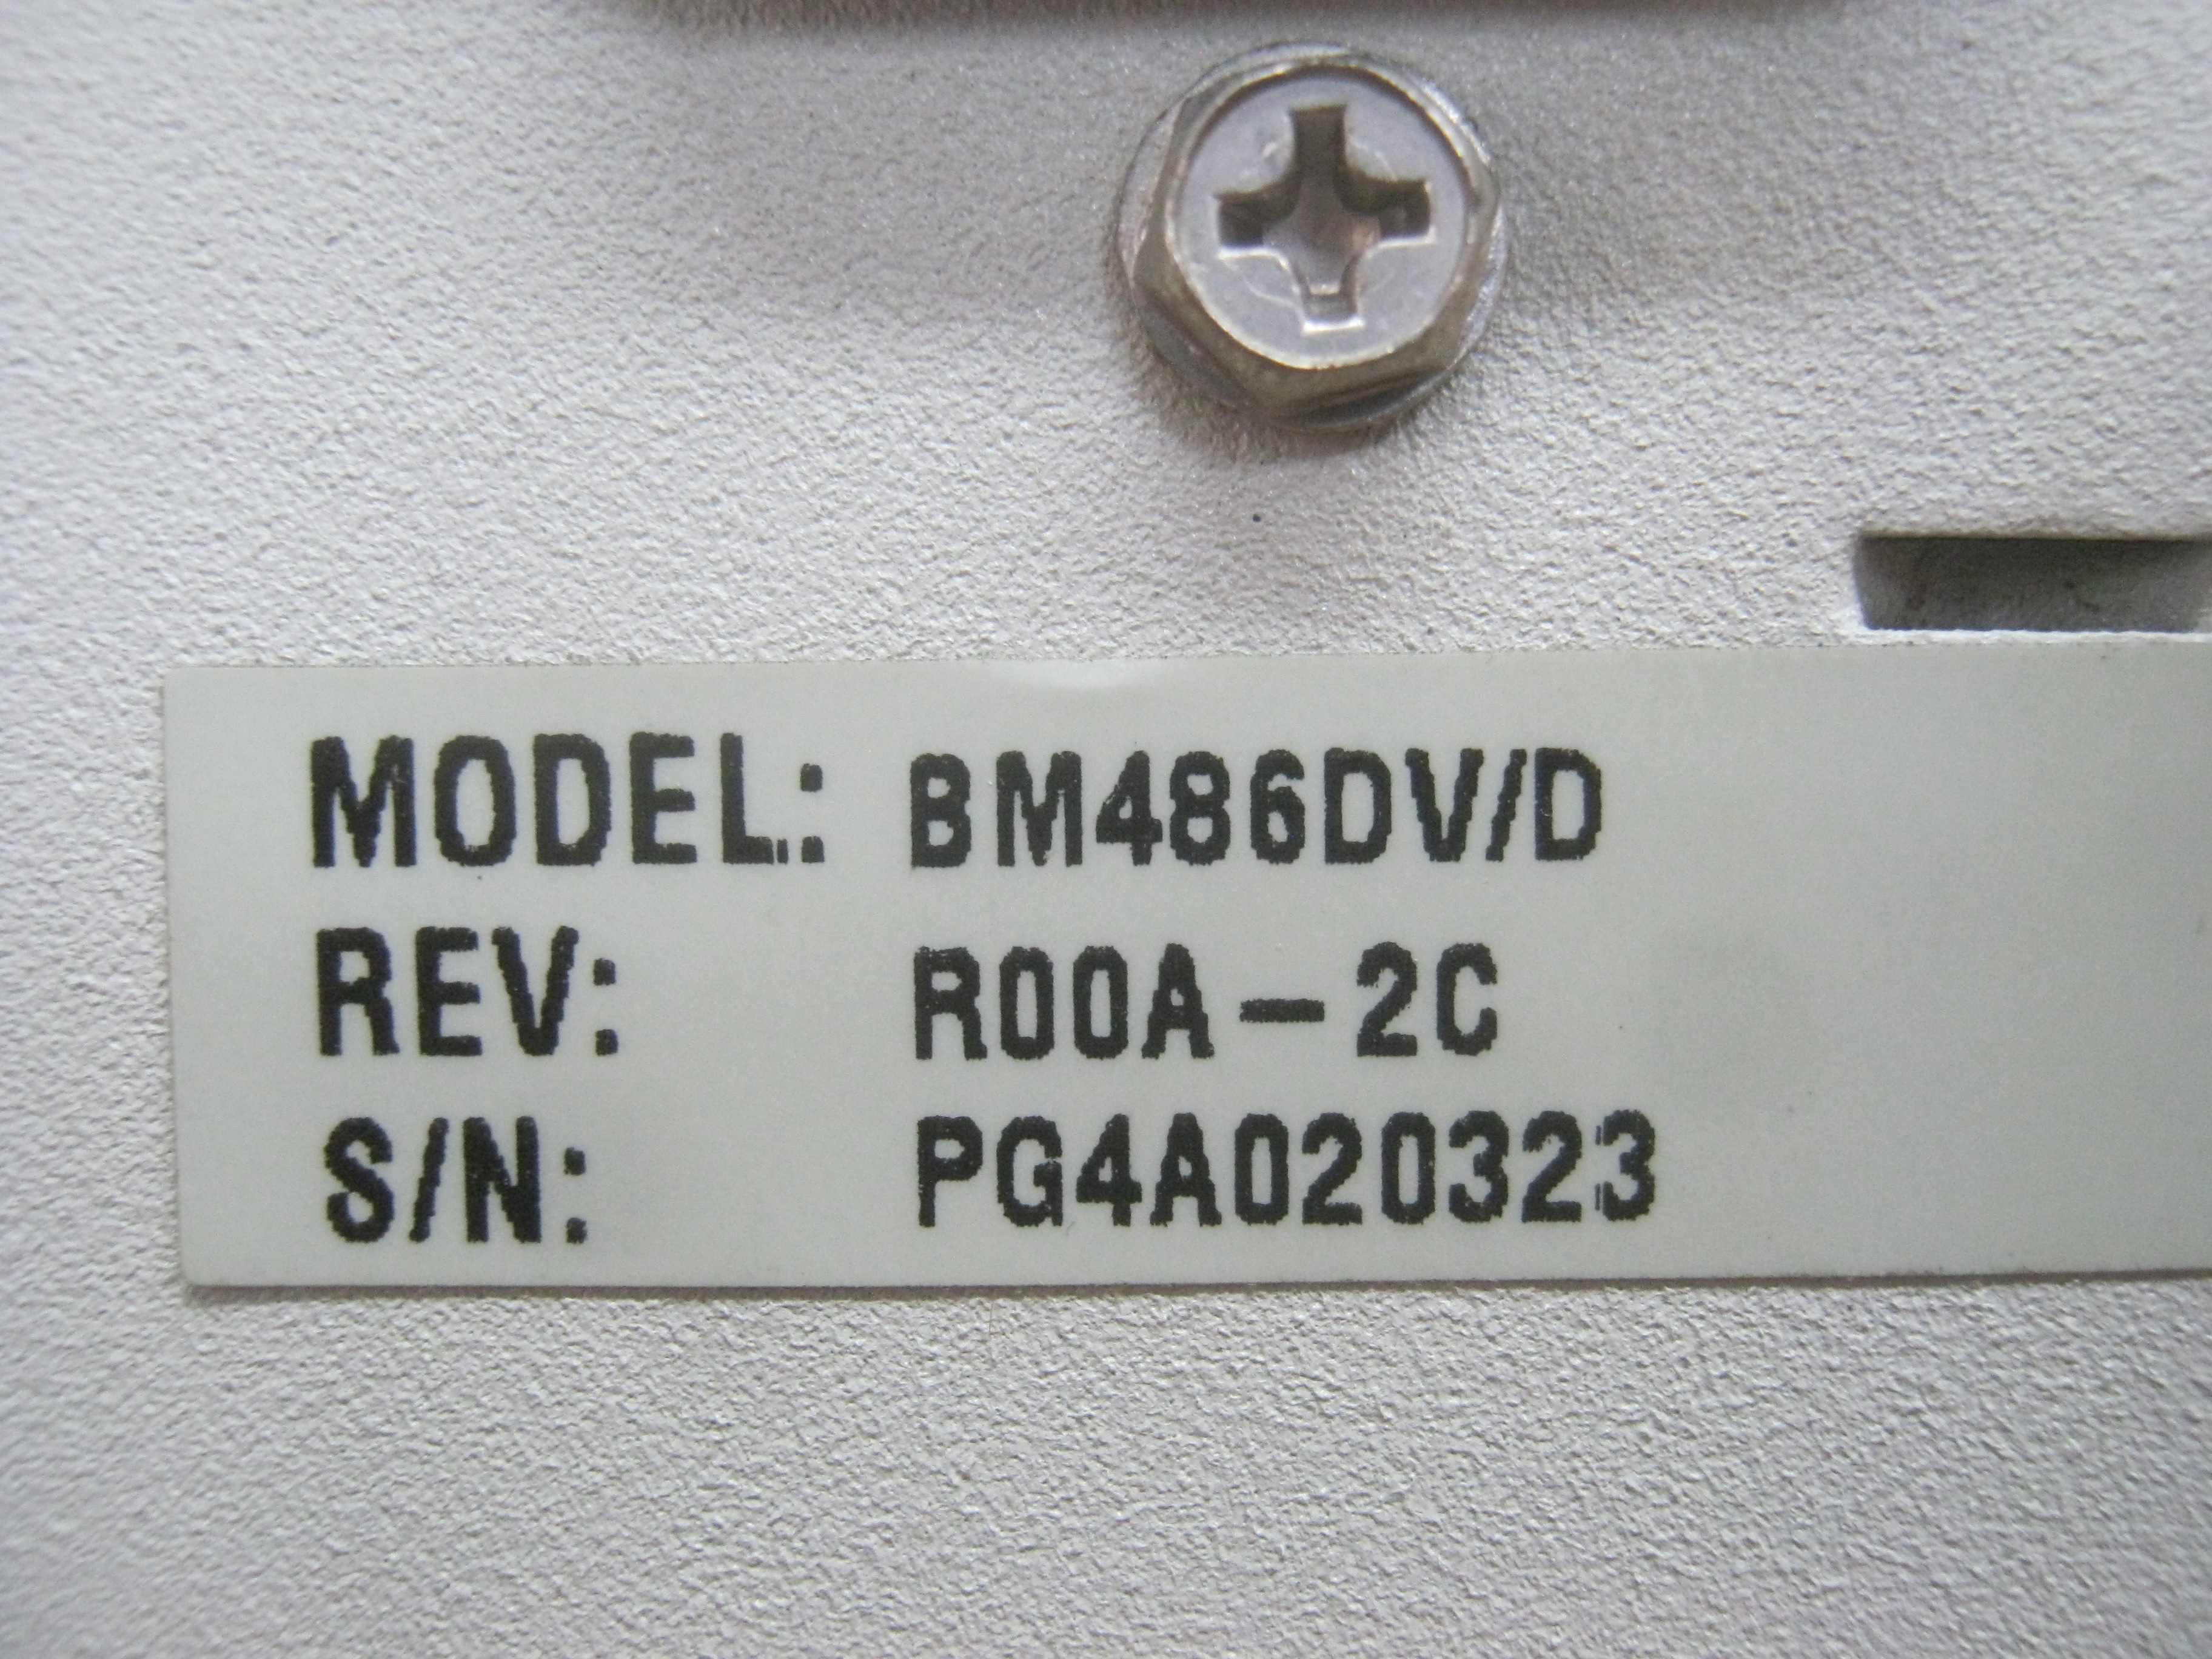 MODEL: BM486DV/D
REV: R00A-2C
S/N: PG4A020323